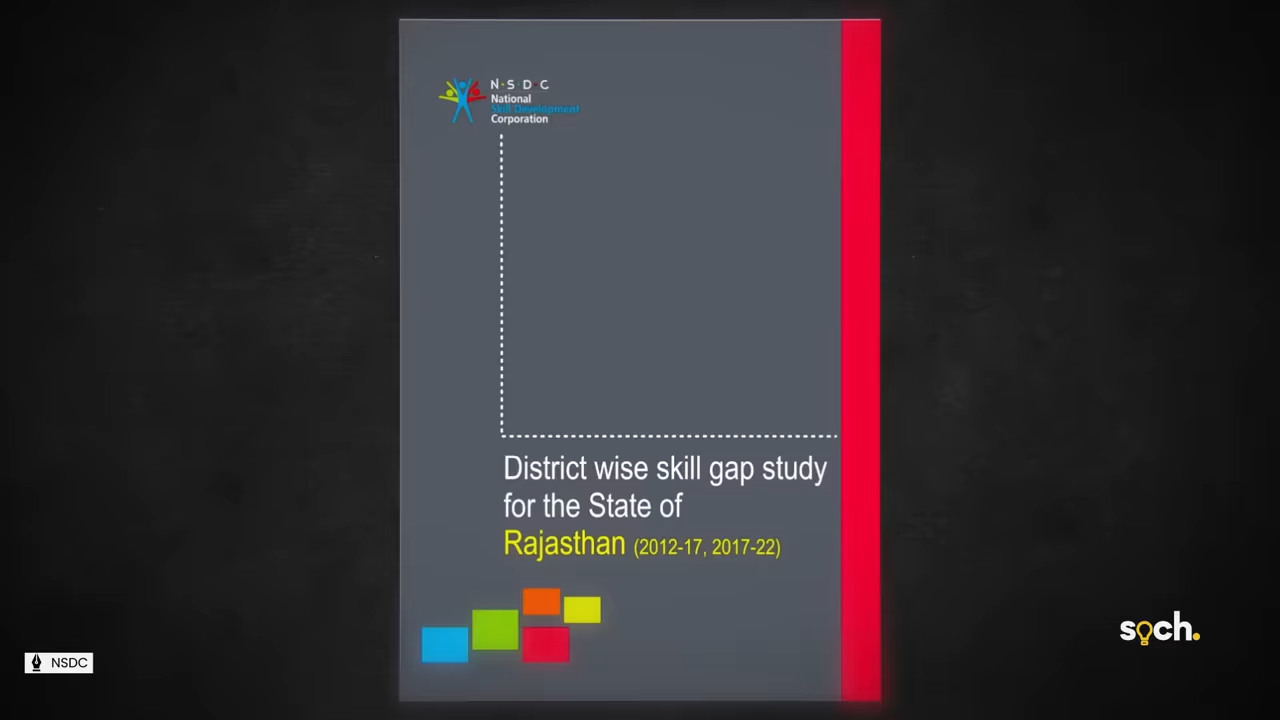 N·S·D·C
National
Skill Development
Corporation
District wise skill gap study
for the State of
Rajasthan (2012-17, 2017-22)
soch.
NSDC